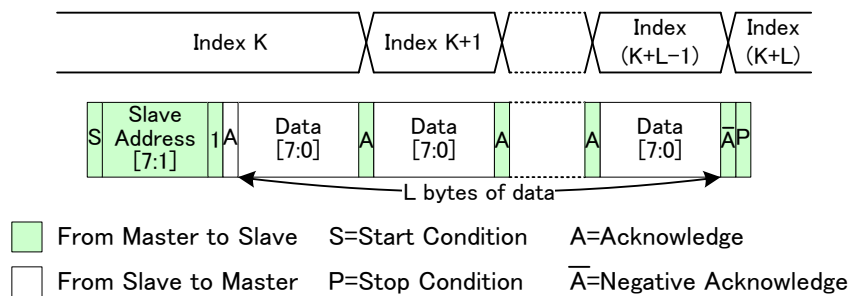 Index K Index K+1 Index (K+L-1) Index (K+L)
S Slave Address [7:1] 1 A Data [7:0] A Data [7:0] A A Data [7:0] A̅ P
L bytes of data
From Master to Slave S=Start Condition A=Acknowledge
From Slave to Master P=Stop Condition A̅=Negative Acknowledge